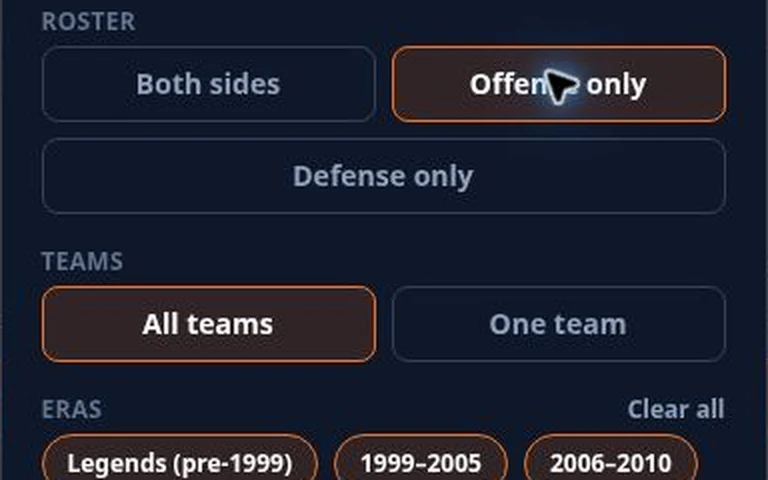 ROSTER
Both sides
Offense only
Defense only
TEAMS
All teams
One team
ERAS
Clear all
Legends (pre-1999)
1999–2005
2006–2010